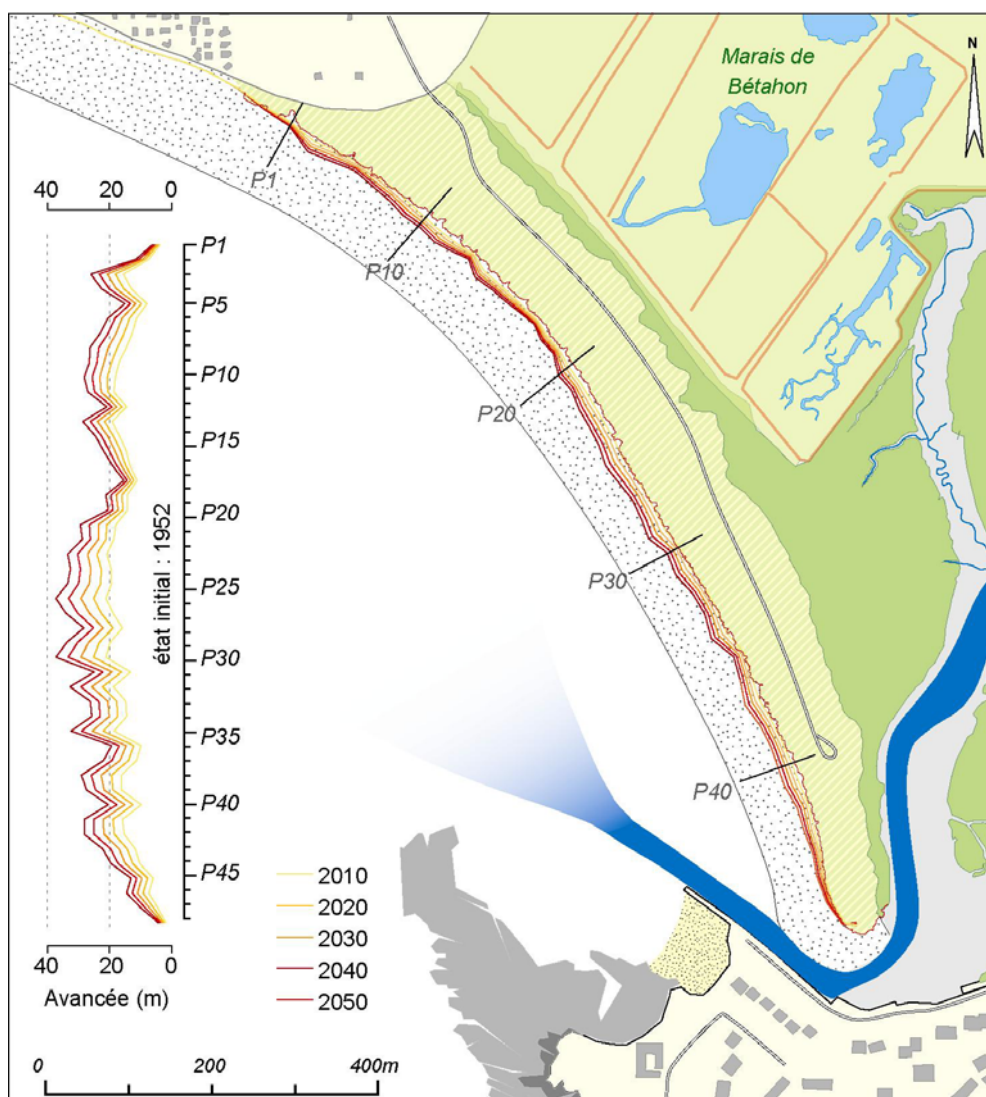 Marais de
Bétahon
N
P1
P10
P20
P30
P40
40 20 0
P1
P5
P10
P15
P20
P25
P30
P35
P40
P45
état initial : 1952
40 20 0
Avancée (m)
2010
2020
2030
2040
2050
0 200 400m